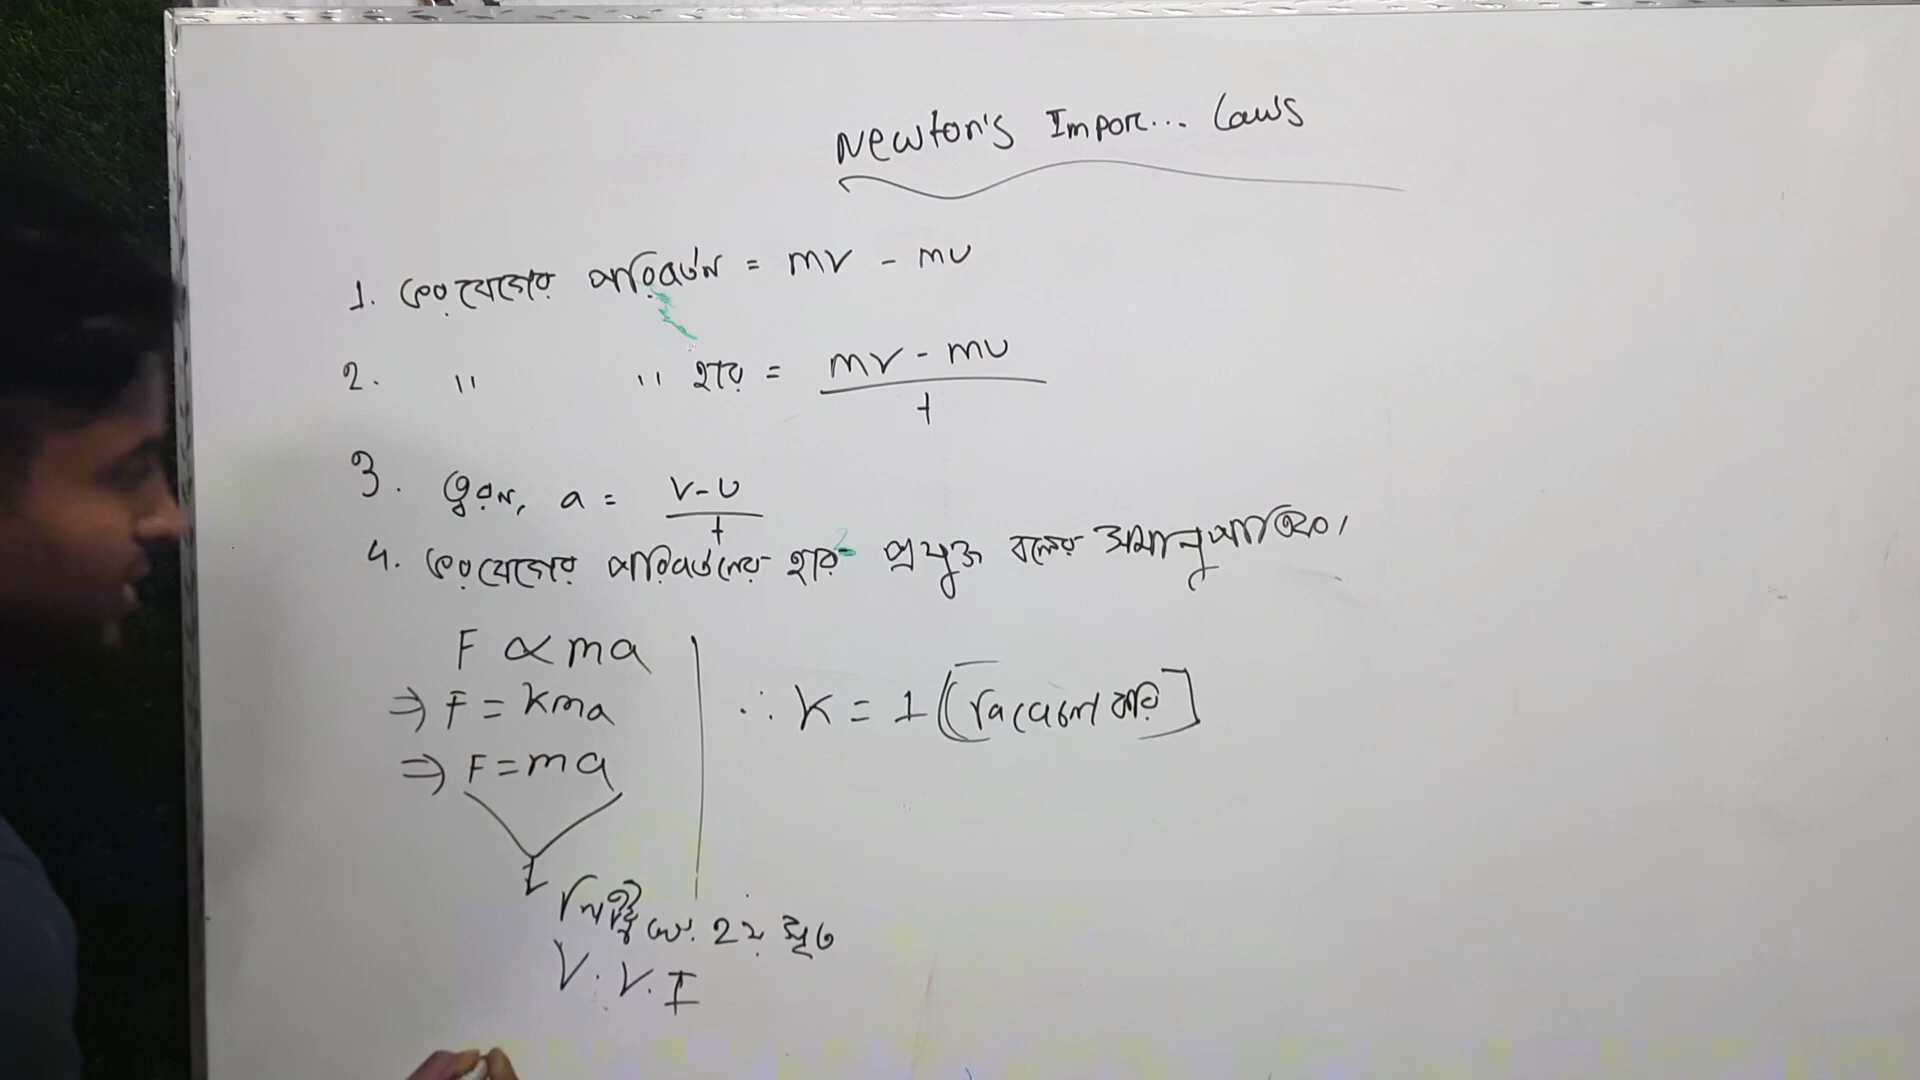 Newton's Impor... Laws
1. ভরবেগের পরিবর্তন = mv - mu
2. " " হার = mv - mu / t
3. ত্বরণ, a = v-u / t
4. ভরবেগের পরিবর্তনের হার প্রযুক্ত বলের সমানুপাতিক।
F ∝ ma
⇒ F = kma
∴ K = 1 [বিবেচনা করি]
⇒ F = ma
নিউটনের ২য় সূত্র
V.V.I